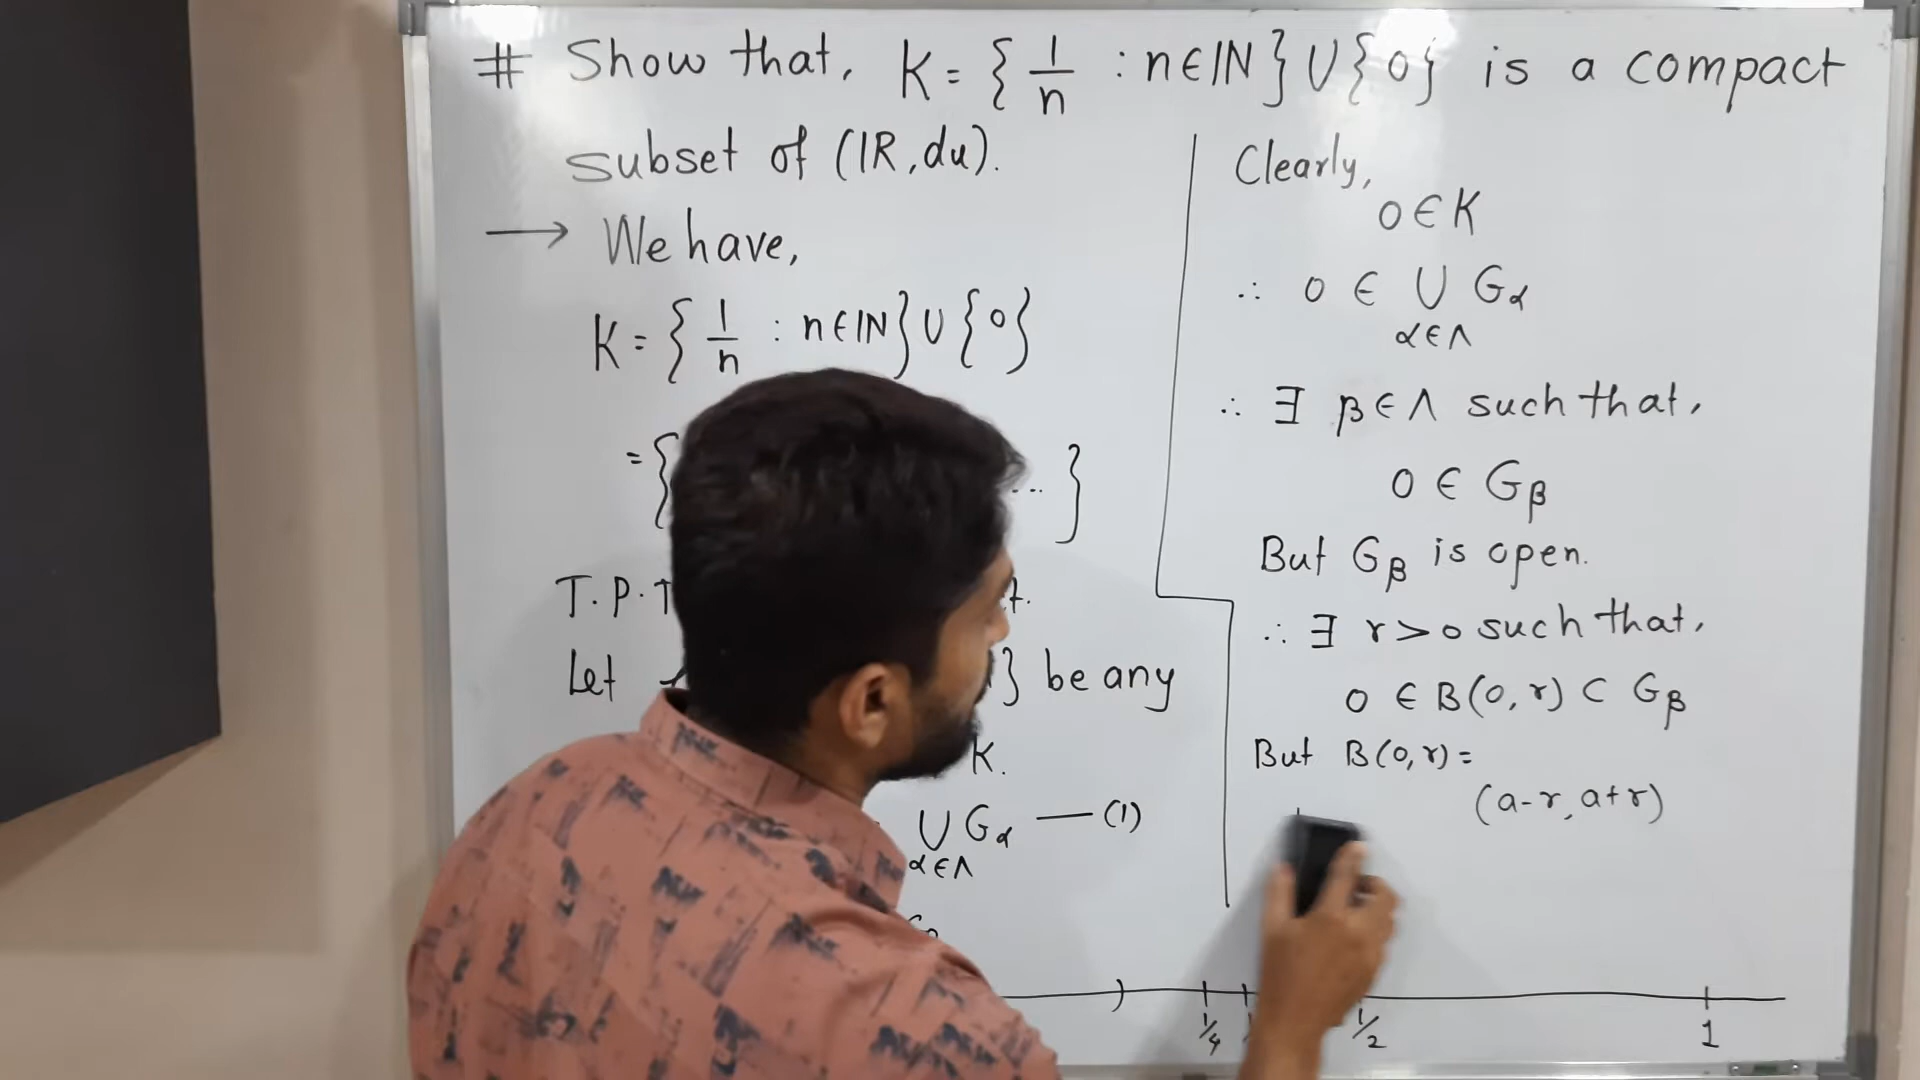 # Show that, K = { 1/n : n∈IN } ∪ {0} is a compact
subset of (IR, du).
→ We have,
K = { 1/n : n∈IN } ∪ {0}
= { ... }
T.P.T
Let } be any
K.
∪ Gα — (1)
α∈Λ
Clearly,
0 ∈ K
∴ 0 ∈ ∪ Gα
α∈Λ
∴ ∃ β∈Λ such that,
0 ∈ Gβ
But Gβ is open.
∴ ∃ r>0 such that,
0 ∈ B(0, r) ⊂ Gβ
But B(0, r) =
(a-r, a+r)
)
1/4 1/2 1